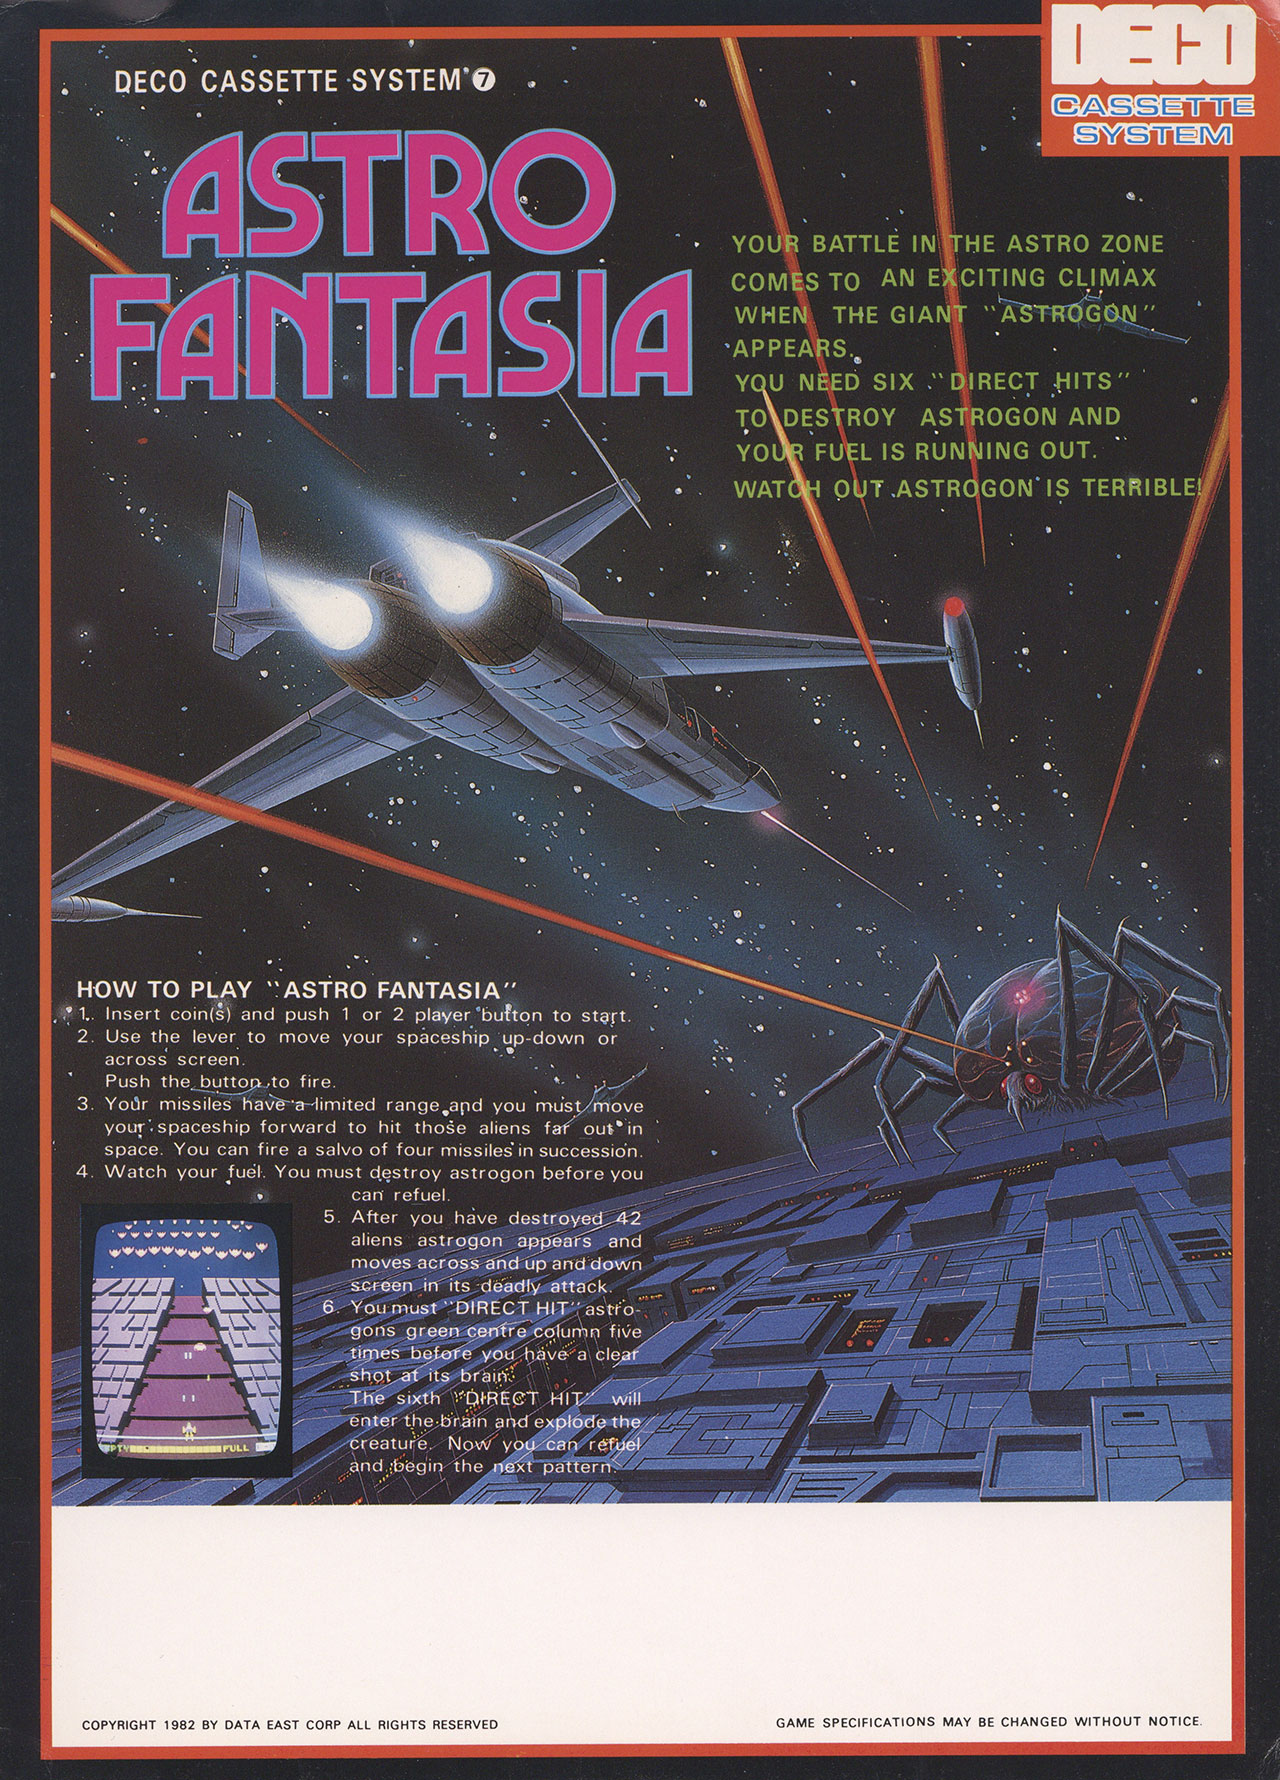 DECO
CASSETTE
SYSTEM
DECO CASSETTE SYSTEM 7
ASTRO
FANTASIA
YOUR BATTLE IN THE ASTRO ZONE
COMES TO AN EXCITING CLIMAX
WHEN THE GIANT "ASTROGON"
APPEARS.
YOU NEED SIX "DIRECT HITS"
TO DESTROY ASTROGON AND
YOUR FUEL IS RUNNING OUT.
WATCH OUT ASTROGON IS TERRIBLE!
HOW TO PLAY "ASTRO FANTASIA"
1. Insert coin(s) and push 1 or 2 player button to start.
2. Use the lever to move your spaceship up-down or
across screen.
Push the button to fire.
3. Your missiles have a limited range and you must move
your spaceship forward to hit those aliens far out in
space. You can fire a salvo of four missiles in succession.
4. Watch your fuel. You must destroy astrogon before you
can refuel.
5. After you have destroyed 42
aliens astrogon appears and
moves across and up and down
screen in its deadly attack.
6. You must "DIRECT HIT" astro-
gons green centre column five
times before you have a clear
shot at its brain.
The sixth "DIRECT HIT" will
enter the brain and explode the
creature. Now you can refuel
and begin the next pattern.
FULL
COPYRIGHT 1982 BY DATA EAST CORP ALL RIGHTS RESERVED
GAME SPECIFICATIONS MAY BE CHANGED WITHOUT NOTICE.